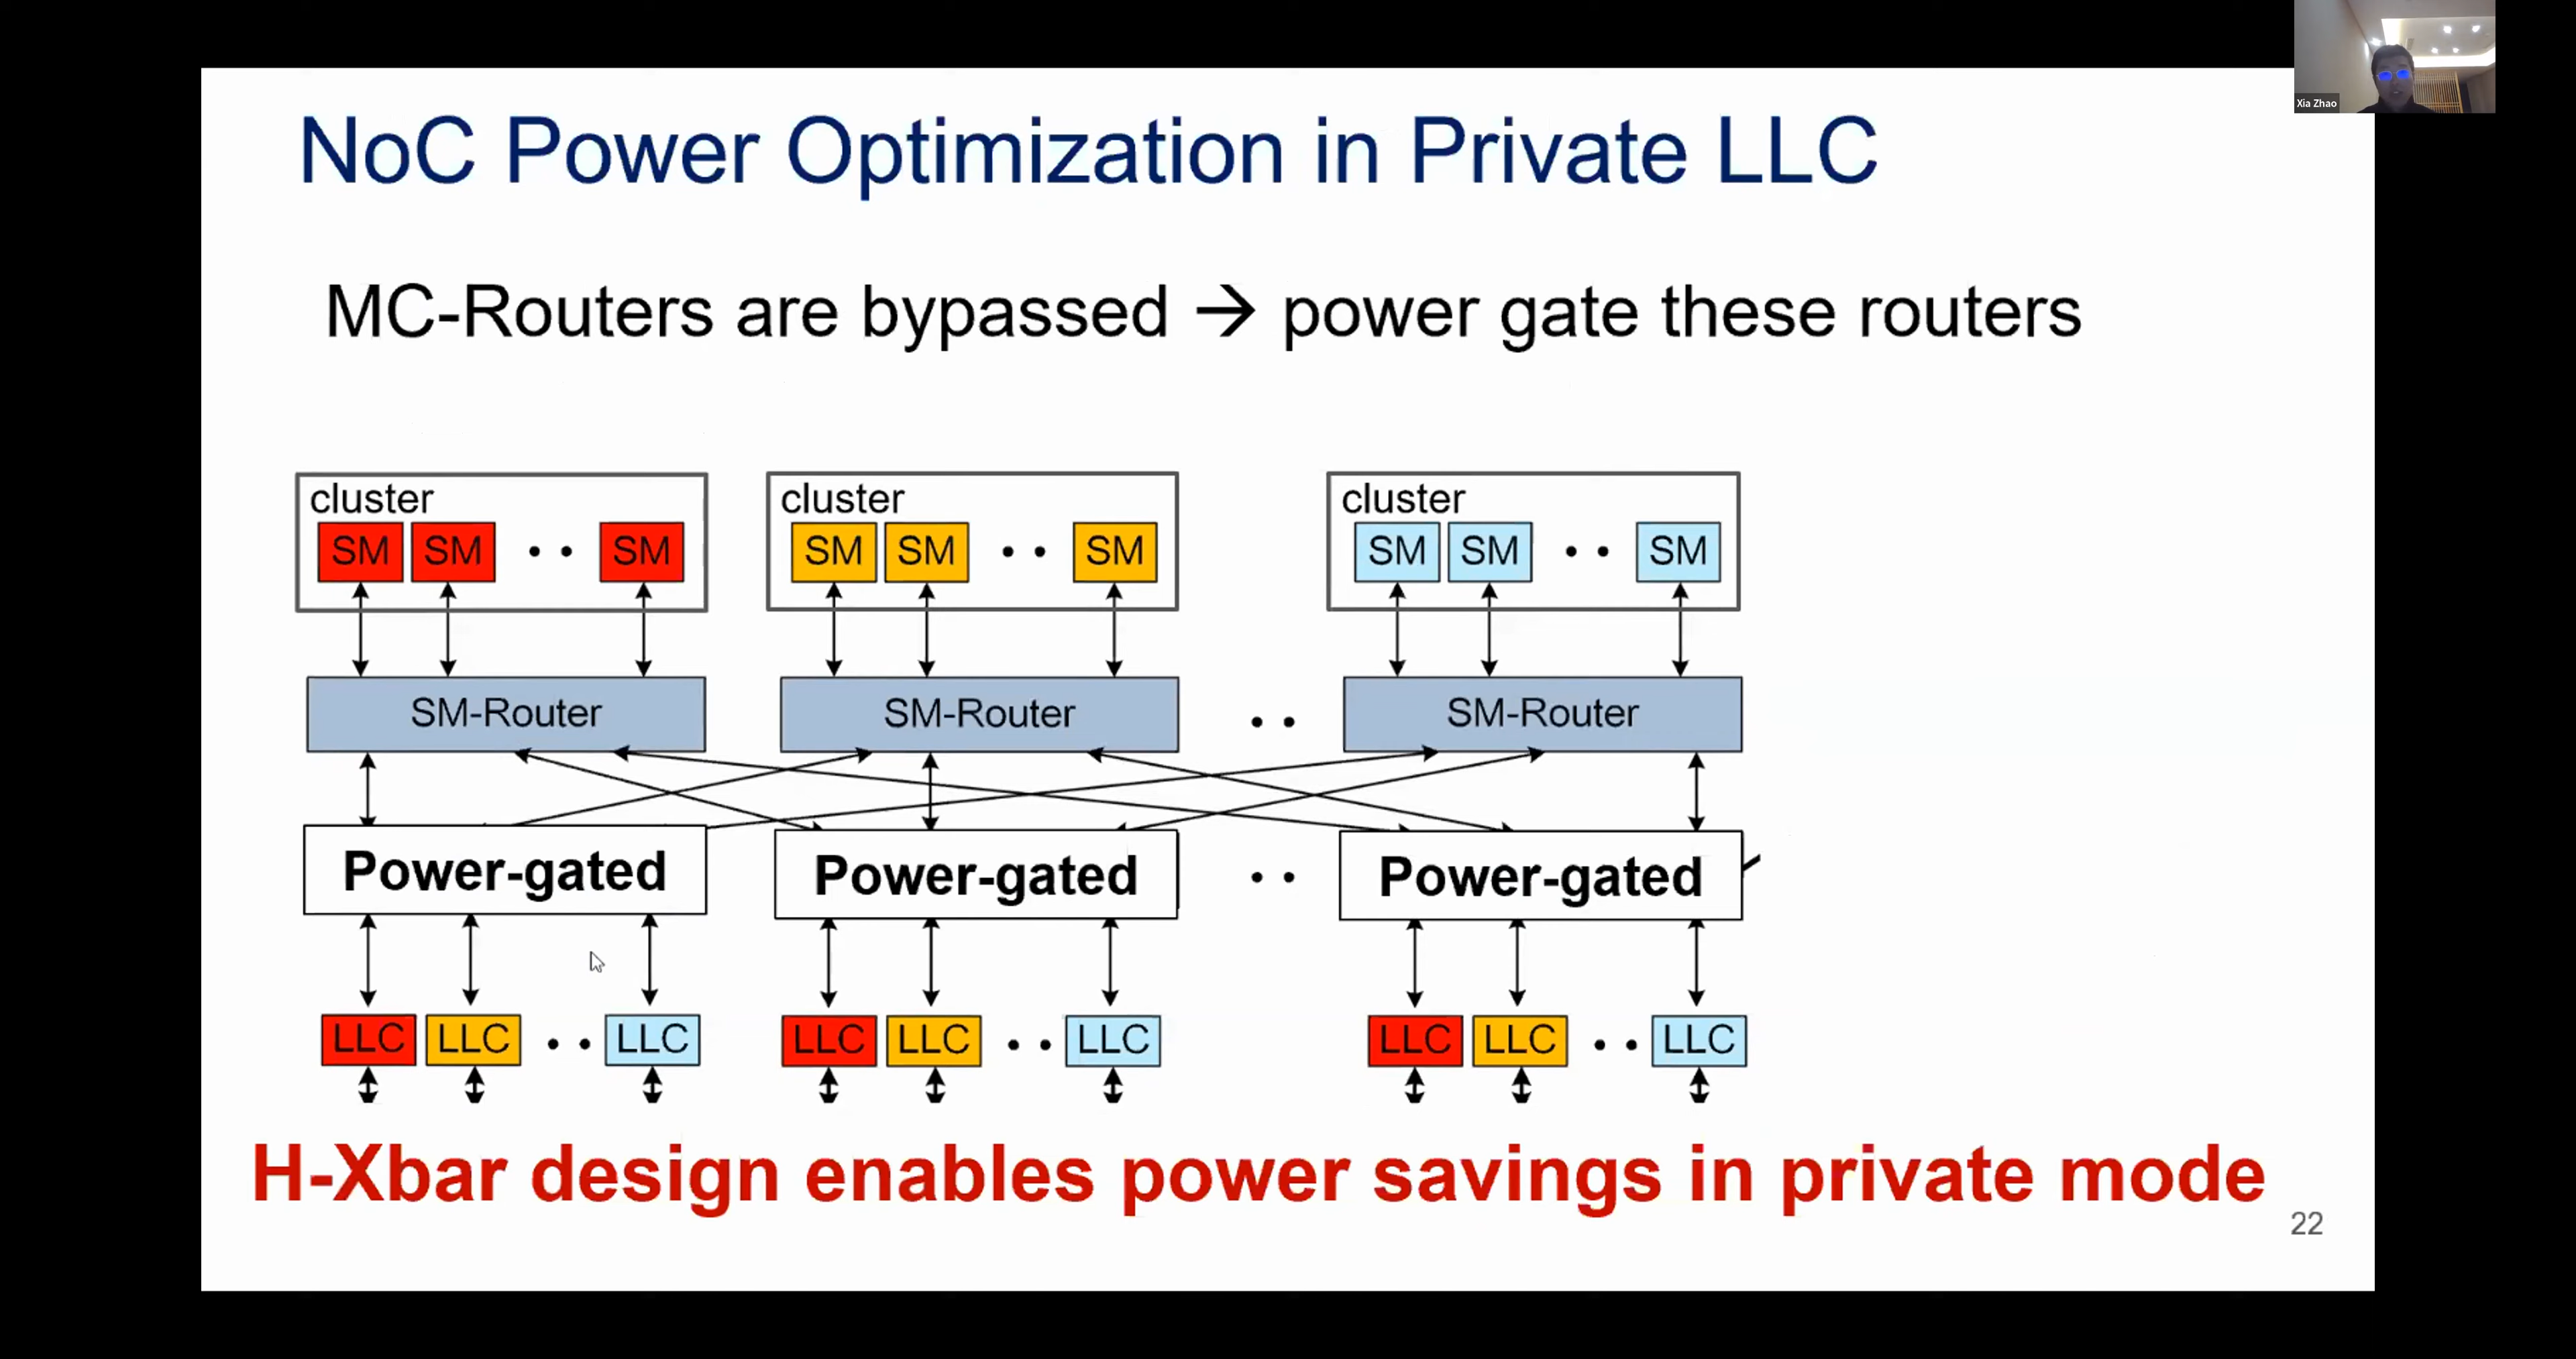 Xia Zhao
NoC Power Optimization in Private LLC
MC-Routers are bypassed → power gate these routers
cluster cluster cluster
SM SM · · SM SM SM · · SM SM SM · · SM
SM-Router SM-Router · · SM-Router
Power-gated Power-gated · · Power-gated
LLC LLC · · LLC LLC LLC · · LLC LLC LLC · · LLC
H-Xbar design enables power savings in private mode
22